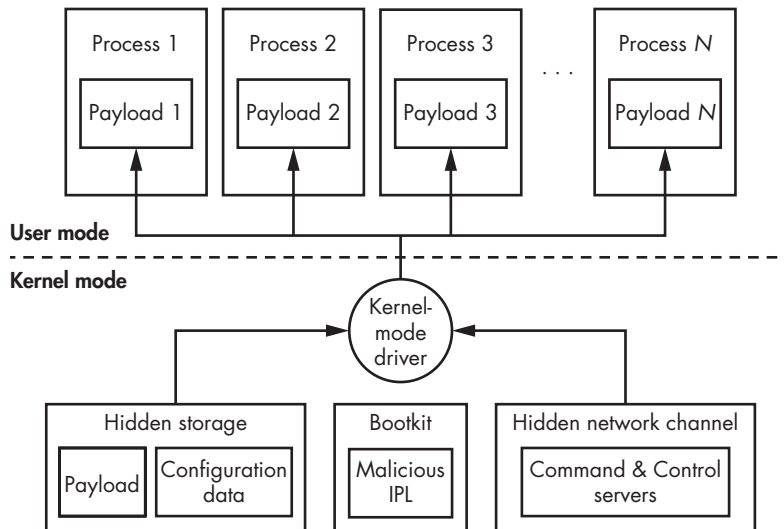 Process 1
Process 2
Process 3
. . .
Process N
Payload 1
Payload 2
Payload 3
Payload N
User mode
Kernel mode
Kernel-
mode
driver
Hidden storage
Bootkit
Hidden network channel
Payload
Configuration
data
Malicious
IPL
Command & Control
servers